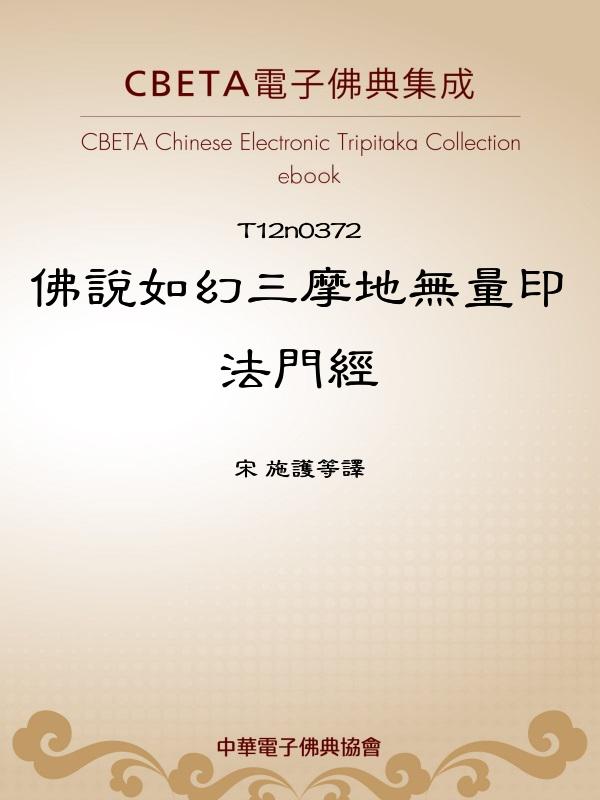 CBETA電子佛典集成
CBETA Chinese Electronic Tripitaka Collection
ebook
T12n0372
佛說如幻三摩地無量印
法門經
宋 施護等譯
中華電子佛典協會